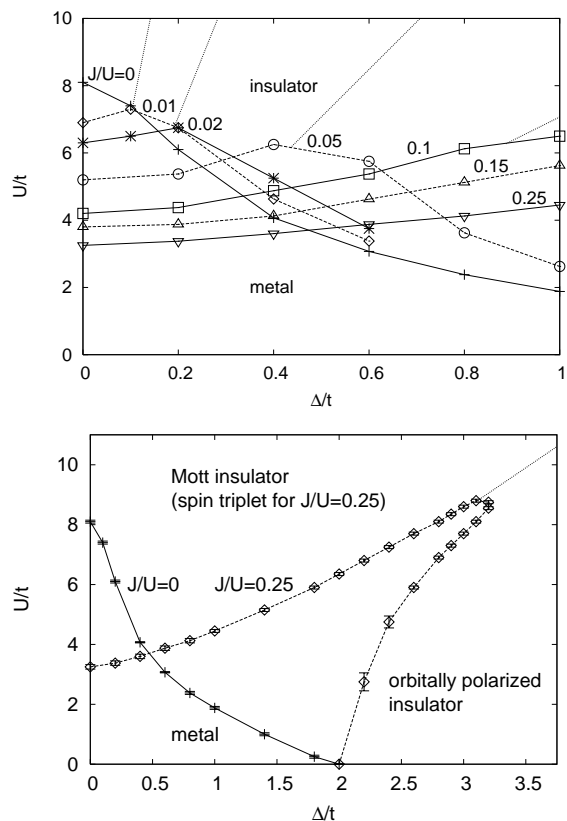 10
8
6
4
2
0
U/t
J/U=0
0.01
0.02
insulator
0.05
0.1
0.15
0.25
metal
0 0.2 0.4 0.6 0.8 1
Δ/t
10
8
6
4
2
0
U/t
Mott insulator
(spin triplet for J/U=0.25)
J/U=0 J/U=0.25
orbitally polarized
insulator
metal
0 0.5 1 1.5 2 2.5 3 3.5
Δ/t